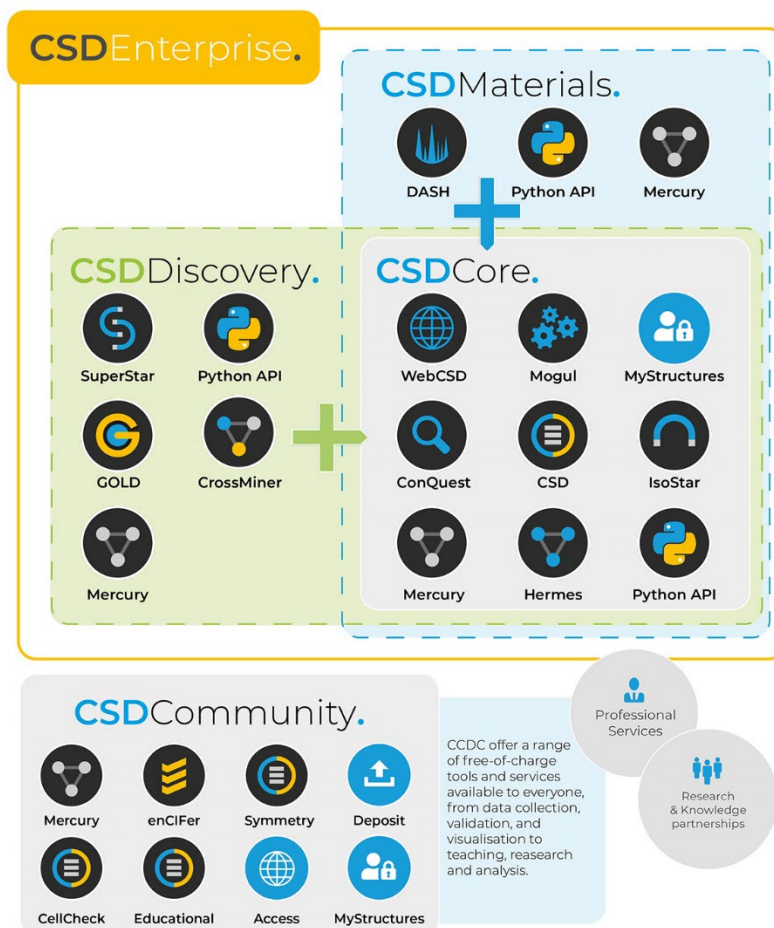 CSDEnterprise.
CSDMaterials.
DASH
Python API
Mercury
CSDDiscovery.
SuperStar
Python API
GOLD
CrossMiner
Mercury
CSDCore.
WebCSD
Mogul
MyStructures
ConQuest
CSD
IsoStar
Mercury
Hermes
Python API
CSDCommunity.
Mercury
enCIFer
Symmetry
Deposit
CellCheck
Educational
Access
MyStructures
CCDC offer a range
of free-of-charge
tools and services
available to everyone,
from data collection,
validation, and
visualisation to
teaching, reasearch
and analysis.
Professional
Services
Research
& Knowledge
partnerships